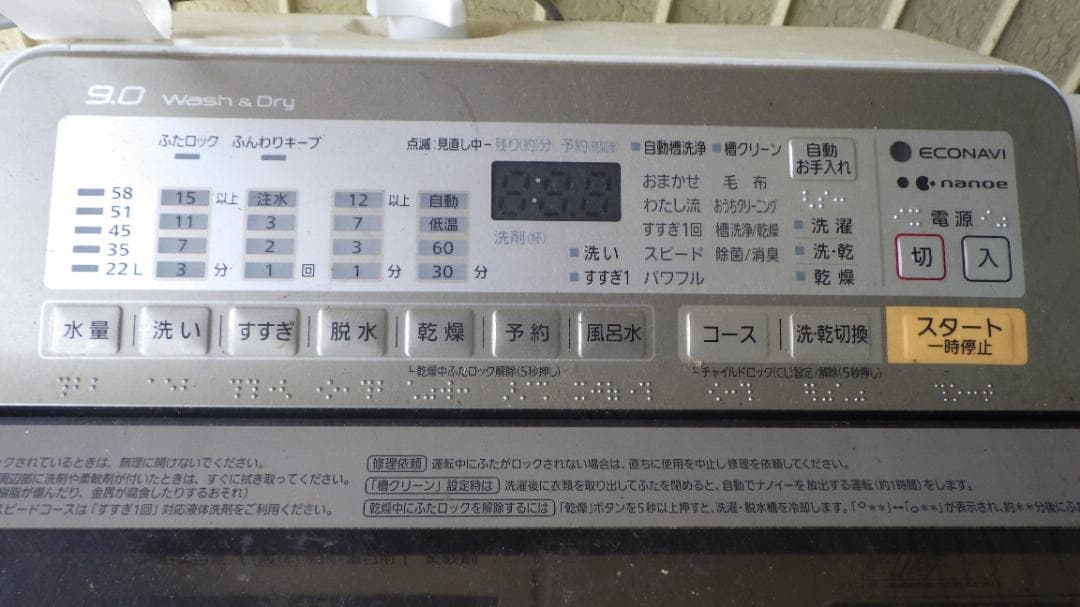 9.0 Wash & Dry
ふたロック ふんわりキープ 点滅:見直し中 残り(約)分 予約 自動槽洗浄 槽クリーン 自動お手入れ ECONAVI
nanoe
58 15 以上 注水 12 以上 自動 おまかせ 毛布
51 11 3 7 低温 わたし流 おうちクリーニング 洗濯 電源
45 7 2 3 60 洗剤(杯) 洗い すすぎ1回 槽洗浄/乾燥 洗・乾 切 入
35 3 分 1 回 1 分 30 分 すすぎ1 スピード 除菌/消臭 乾燥
22L パワフル
水量 洗い すすぎ 脱水 乾燥 予約 風呂水 コース 洗・乾切換 スタート
一時停止
乾燥中ふたロック解除(5秒押し) チャイルドロック(CL)設定/解除(5秒押し)
クされているときは、無理に開けないでください。
周辺部に洗剤や柔軟剤が付いたときは、すぐに拭き取ってください。
樹脂が傷んだり、金属が腐食したりするおそれ)
スピードコースは「すすぎ1回」対応液体洗剤をご利用ください。
修理依頼 運転中にふたがロックされない場合は、直ちに使用を中止し修理を依頼してください。
「槽クリーン」設定時は 洗濯後に衣類を取り出してふたを閉めると、自動でナノイーを放出する運転(約1時間)をします。
乾燥中にふたロックを解除するには 「乾燥」ボタンを5秒以上押すと、洗濯・脱水槽を冷却します。「○**」↔「○**」が表示され、約**分後にふ